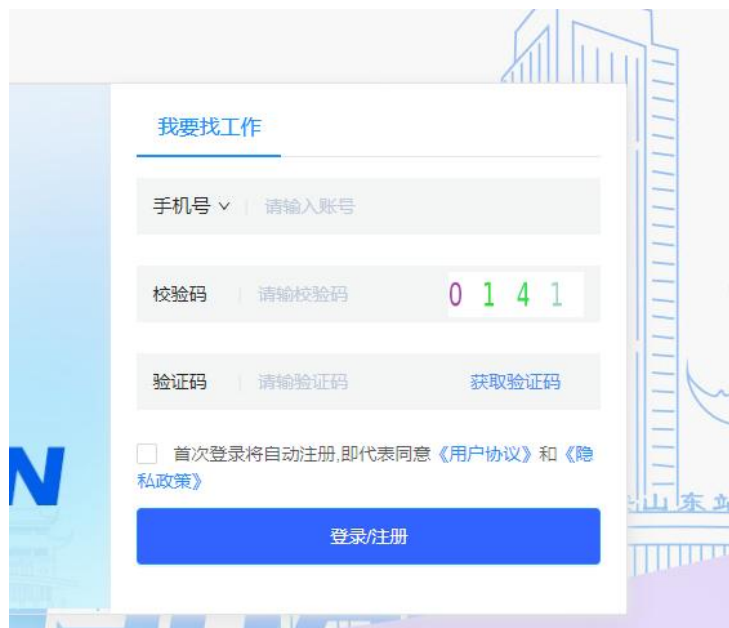 我要找工作
手机号 请输入账号
校验码 请输校验码 0 1 4 1
验证码 请输验证码 获取验证码
首次登录将自动注册,即代表同意《用户协议》和《隐
私政策》
N
山东站
登录/注册